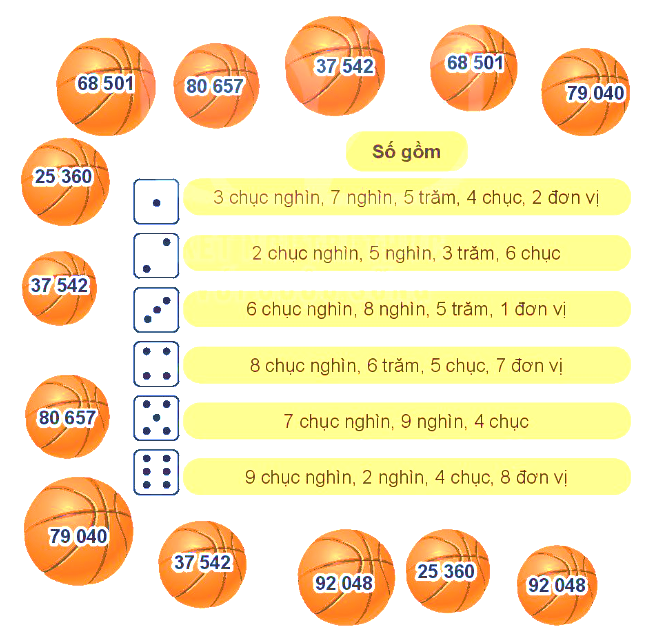 68 501
80 657
37 542
68 501
79 040
Số gồm
25 360
3 chục nghìn, 7 nghìn, 5 trăm, 4 chục, 2 đơn vị
2 chục nghìn, 5 nghìn, 3 trăm, 6 chục
37 542
6 chục nghìn, 8 nghìn, 5 trăm, 1 đơn vị
8 chục nghìn, 6 trăm, 5 chục, 7 đơn vị
80 657
7 chục nghìn, 9 nghìn, 4 chục
9 chục nghìn, 2 nghìn, 4 chục, 8 đơn vị
79 040
37 542
92 048
25 360
92 048